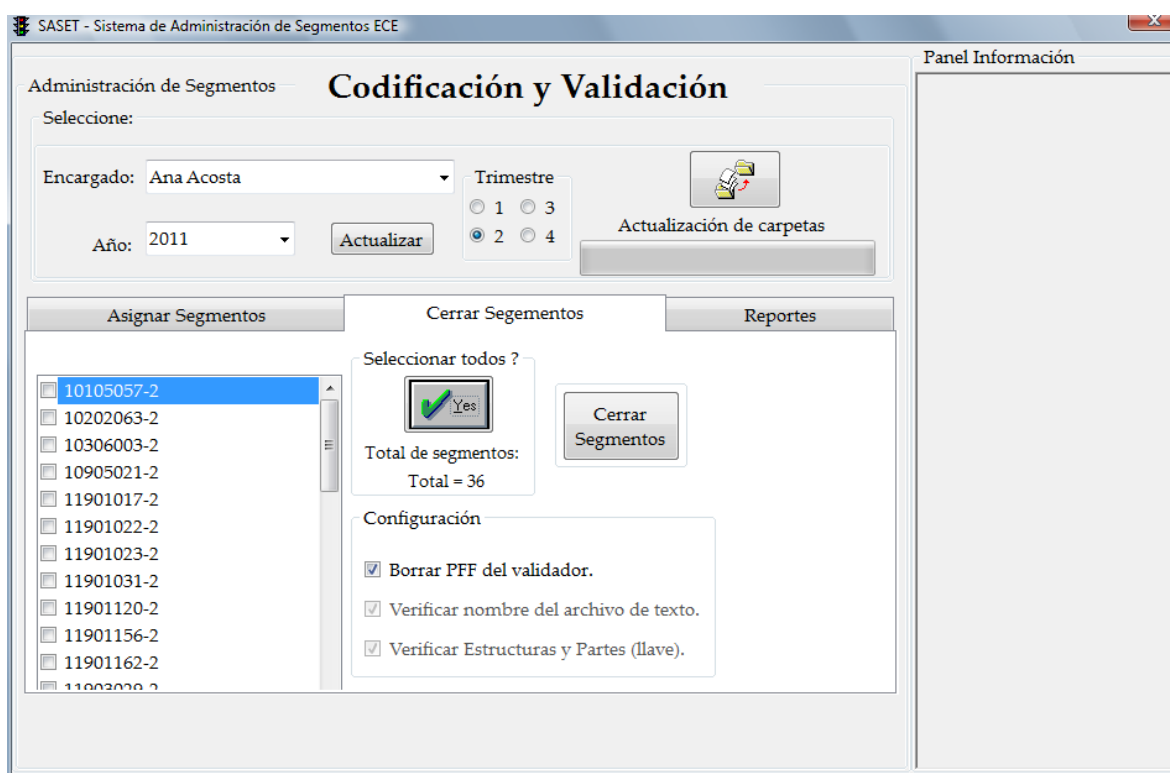 SASET - Sistema de Administración de Segmentos ECE
Panel Información
Administración de Segmentos
Codificación y Validación
Seleccione:
Encargado: Ana Acosta
Trimestre
1 3
2 4
Año: 2011
Actualizar
Actualización de carpetas
Asignar Segmentos
Cerrar Segementos
Reportes
10105057-2
10202063-2
10306003-2
10905021-2
11901017-2
11901022-2
11901023-2
11901031-2
11901120-2
11901156-2
11901162-2
11903029-2
Seleccionar todos ?
Yes
Total de segmentos:
Total = 36
Cerrar
Segmentos
Configuración
Borrar PFF del validador.
Verificar nombre del archivo de texto.
Verificar Estructuras y Partes (llave).